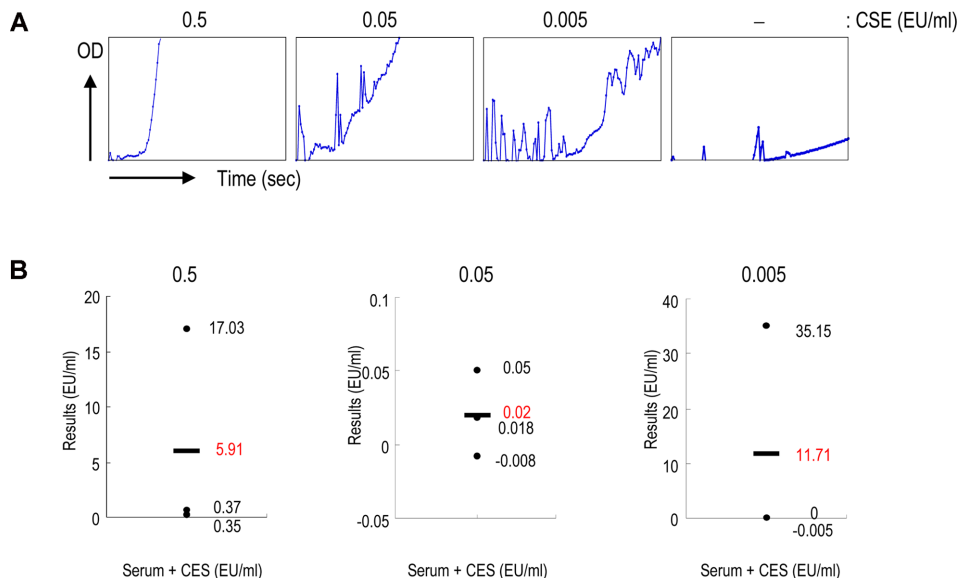 A
0.5 0.05 0.005 – : CSE (EU/ml)
OD
Time (sec)
B
0.5
20
15
10
5
0
Results (EU/ml)
17.03
5.91
0.37
0.35
Serum + CES (EU/ml)
0.05
0.1
0.05
0
-0.05
Results (EU/ml)
0.05
0.02
0.018
-0.008
Serum + CES (EU/ml)
0.005
40
30
20
10
0
Results (EU/ml)
35.15
11.71
0
-0.005
Serum + CES (EU/ml)